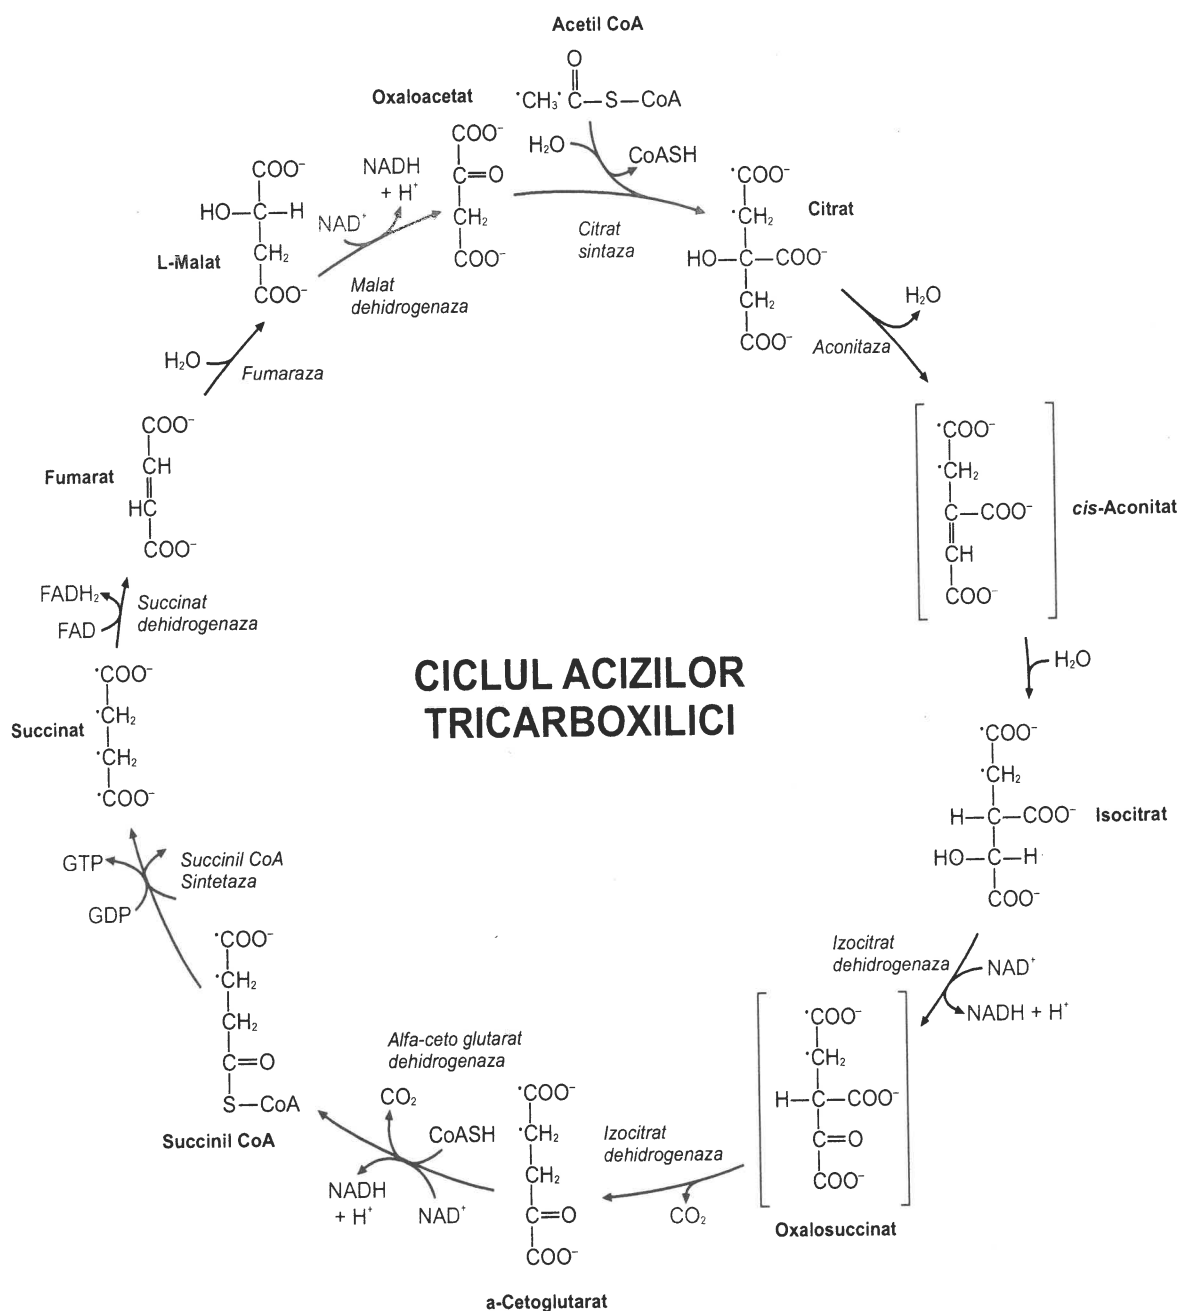 Acetil CoA
O
·CH₃·C–S–CoA
Oxaloacetat
COO⁻
C=O
CH₂
COO⁻
H₂O
CoASH
Citrat
sintaza
·COO⁻
·CH₂
HO–C–COO⁻
CH₂
COO⁻
Citrat
H₂O
Aconitaza
·COO⁻
·CH₂
C–COO⁻
CH
COO⁻
cis-Aconitat
H₂O
·COO⁻
·CH₂
H–C–COO⁻
HO–C–H
COO⁻
Isocitrat
Izocitrat
dehidrogenaza
NAD⁺
NADH + H⁺
·COO⁻
·CH₂
H–C–COO⁻
C=O
COO⁻
Oxalosuccinat
Izocitrat
dehidrogenaza
CO₂
·COO⁻
·CH₂
CH₂
C=O
COO⁻
a-Cetoglutarat
Alfa-ceto glutarat
dehidrogenaza
CO₂
CoASH
NADH
+ H⁺
NAD⁺
·COO⁻
·CH₂
CH₂
C=O
S–CoA
Succinil CoA
GTP
GDP
Succinil CoA
Sintetaza
·COO⁻
·CH₂
·CH₂
·COO⁻
Succinat
FADH₂
FAD
Succinat
dehidrogenaza
COO⁻
CH
HC
COO⁻
Fumarat
H₂O
Fumaraza
COO⁻
HO–C–H
CH₂
COO⁻
L-Malat
NADH
+ H⁺
NAD⁺
Malat
dehidrogenaza
CICLUL ACIZILOR
TRICARBOXILICI